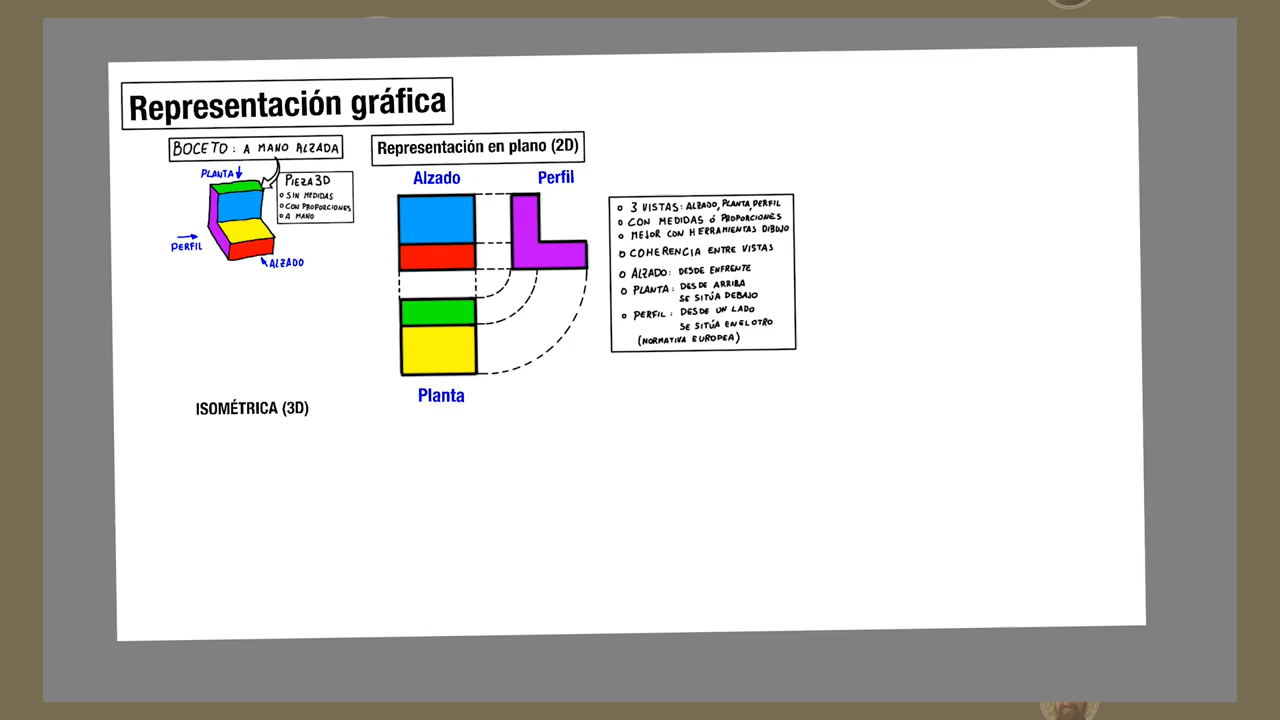 Representación gráfica
BOCETO: A MANO ALZADA
PLANTA
PIEZA 3D
SIN MEDIDAS
CON PROPORCIONES
A MANO
PERFIL
ALZADO
Representación en plano (2D)
Alzado
Perfil
Planta
3 VISTAS: ALZADO, PLANTA, PERFIL
CON MEDIDAS Ó PROPORCIONES
MEJOR CON HERRAMIENTAS DIBUJO
COHERENCIA ENTRE VISTAS
ALZADO: DESDE ENFRENTE
PLANTA: DESDE ARRIBA
SE SITÚA DEBAJO
PERFIL: DESDE UN LADO
SE SITÚA EN EL OTRO
(NORMATIVA EUROPEA)
ISOMÉTRICA (3D)